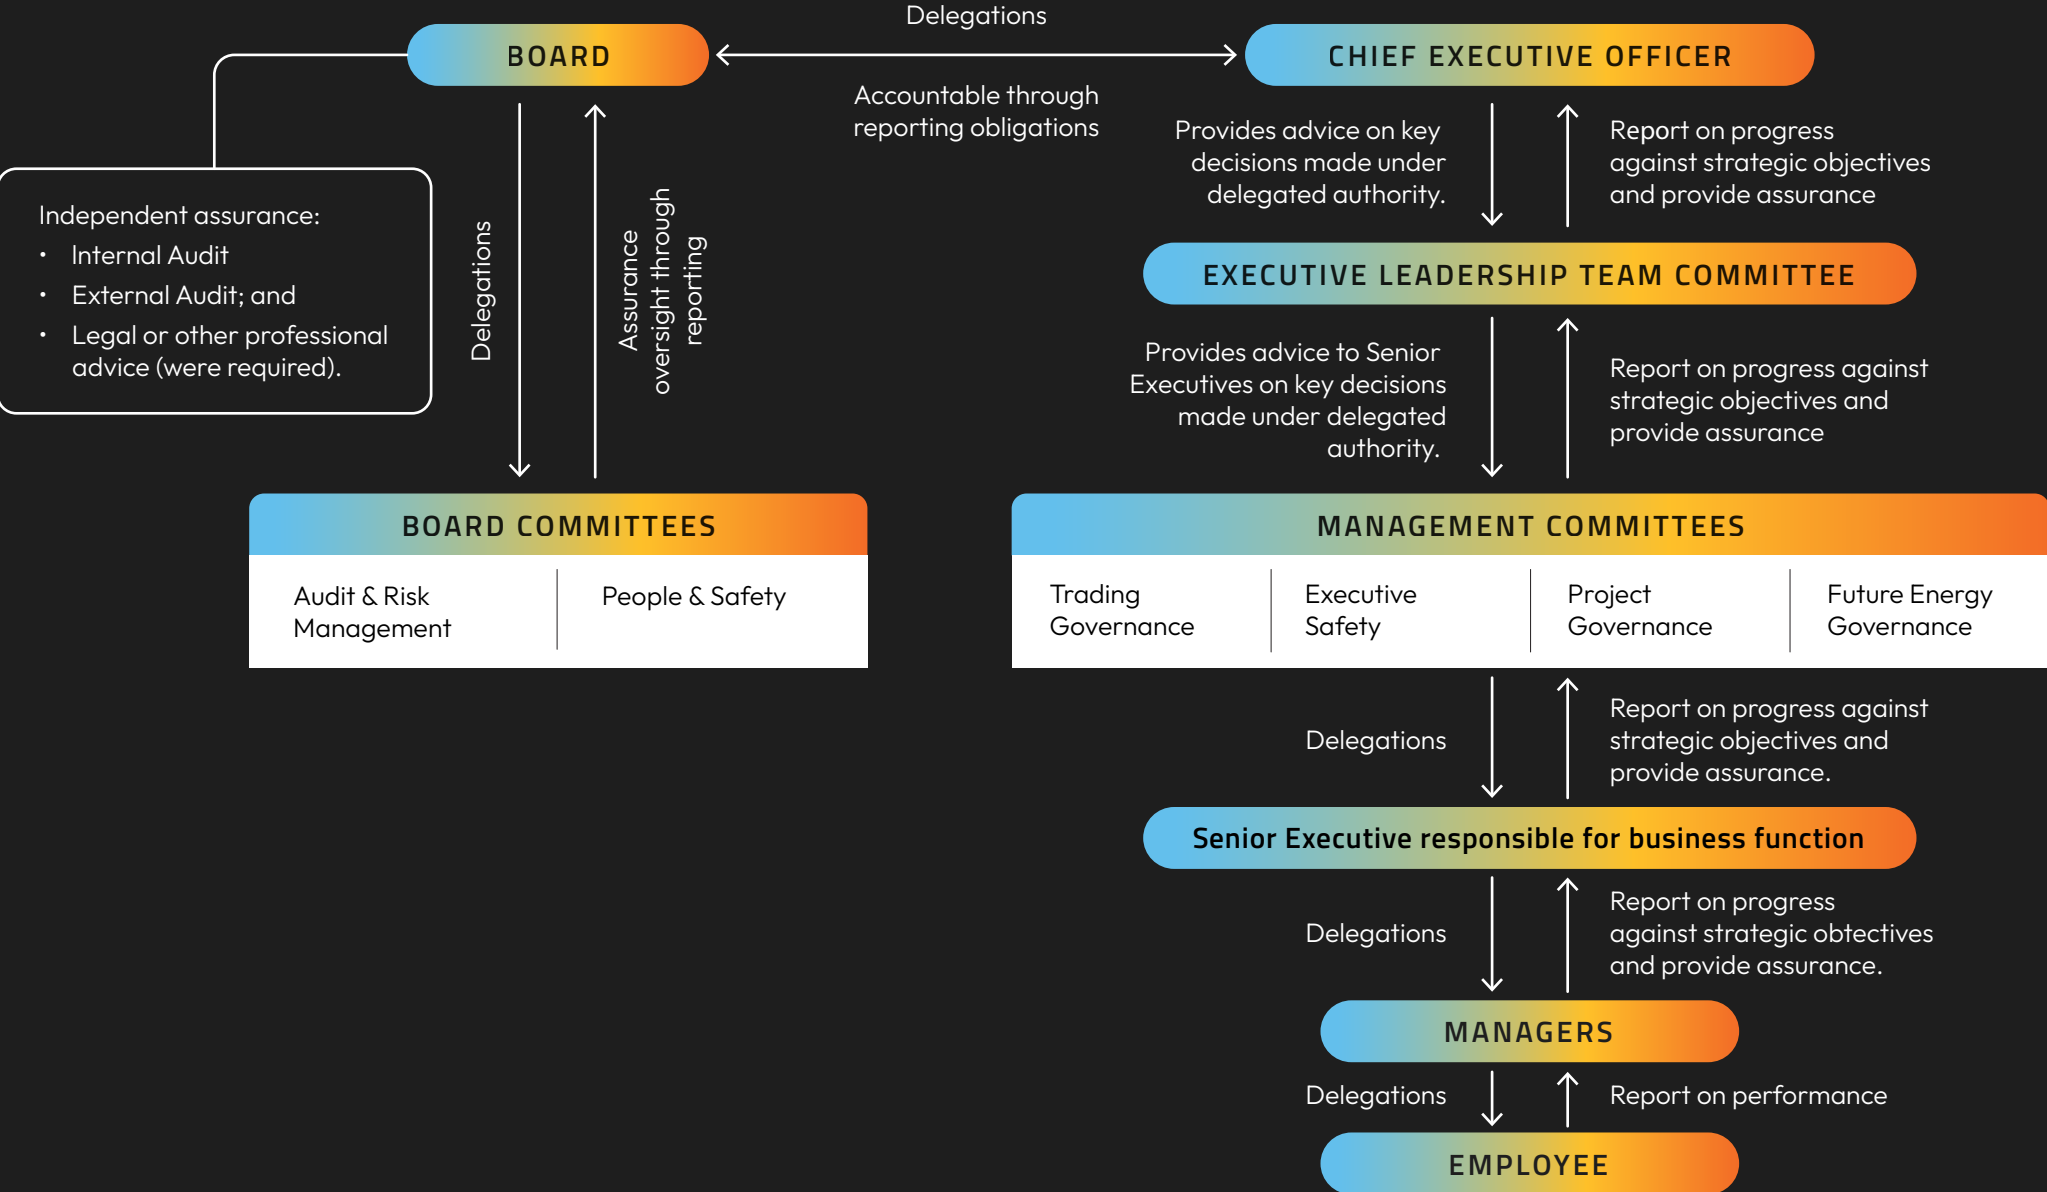 Delegations
BOARD
CHIEF EXECUTIVE OFFICER
Accountable through
reporting obligations
Provides advice on key
decisions made under
delegated authority.
Report on progress
against strategic objectives
and provide assurance
Independent assurance:
• Internal Audit
• External Audit; and
• Legal or other professional
advice (were required).
Delegations
Assurance
oversight through
reporting
EXECUTIVE LEADERSHIP TEAM COMMITTEE
Provides advice to Senior
Executives on key decisions
made under delegated
authority.
Report on progress against
strategic objectives and
provide assurance
BOARD COMMITTEES
Audit & Risk
Management
People & Safety
MANAGEMENT COMMITTEES
Trading
Governance
Executive
Safety
Project
Governance
Future Energy
Governance
Delegations
Report on progress against
strategic objectives and
provide assurance.
Senior Executive responsible for business function
Delegations
Report on progress
against strategic obtectives
and provide assurance.
MANAGERS
Delegations
Report on performance
EMPLOYEE